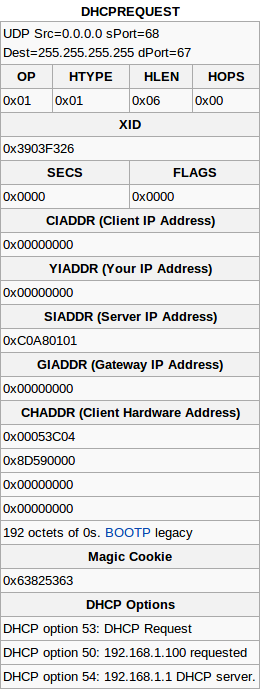 DHCPREQUEST
UDP Src=0.0.0.0 sPort=68
Dest=255.255.255.255 dPort=67
OP HTYPE HLEN HOPS
0x01 0x01 0x06 0x00
XID
0x3903F326
SECS FLAGS
0x0000 0x0000
CIADDR (Client IP Address)
0x00000000
YIADDR (Your IP Address)
0x00000000
SIADDR (Server IP Address)
0xC0A80101
GIADDR (Gateway IP Address)
0x00000000
CHADDR (Client Hardware Address)
0x00053C04
0x8D590000
0x00000000
0x00000000
192 octets of 0s. BOOTP legacy
Magic Cookie
0x63825363
DHCP Options
DHCP option 53: DHCP Request
DHCP option 50: 192.168.1.100 requested
DHCP option 54: 192.168.1.1 DHCP server.